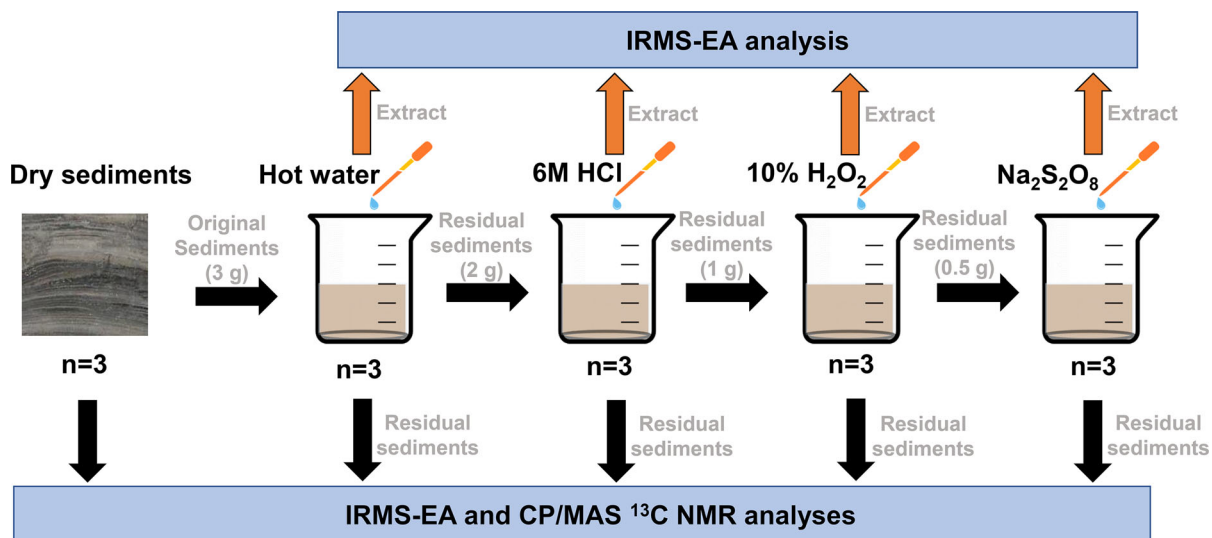 IRMS-EA analysis
Extract
Extract
Extract
Extract
Dry sediments
Hot water
6M HCl
10% H₂O₂
Na₂S₂O₈
Original
Sediments
(3 g)
Residual
sediments
(2 g)
Residual
sediments
(1 g)
Residual
sediments
(0.5 g)
n=3
n=3
n=3
n=3
n=3
Residual
sediments
Residual
sediments
Residual
sediments
Residual
sediments
IRMS-EA and CP/MAS ¹³C NMR analyses